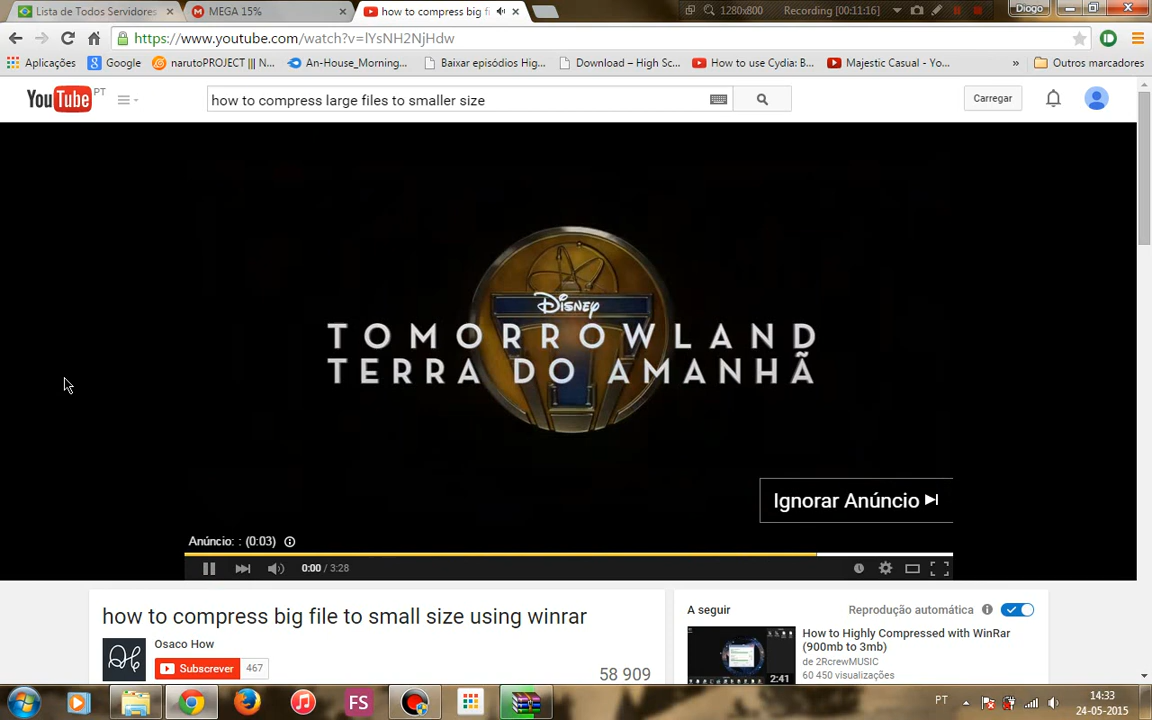 Lista de Todos Servidores
MEGA 15%
how to compress big fi
1280x800
Recording [00:11:16]
Diogo
https://www.youtube.com/watch?v=lYsNH2NjHdw
Aplicações
Google
narutoPROJECT ||| N...
An-House_Morning...
Baixar episódios Hig...
Download – High Sc...
How to use Cydia: B...
Majestic Casual - Yo...
»
Outros marcadores
YouTube PT
how to compress large files to smaller size
Carregar
Disney
TOMORROWLAND
TERRA DO AMANHÃ
Ignorar Anúncio
Anúncio: : (0:03)
0:00 / 3:28
how to compress big file to small size using winrar
Osaco How
Subscrever 467
58 909
A seguir
Reprodução automática
How to Highly Compressed with WinRar
(900mb to 3mb)
de 2RcrewMUSIC
60 450 visualizações
2:41
FS
PT
14:33
24-05-2015